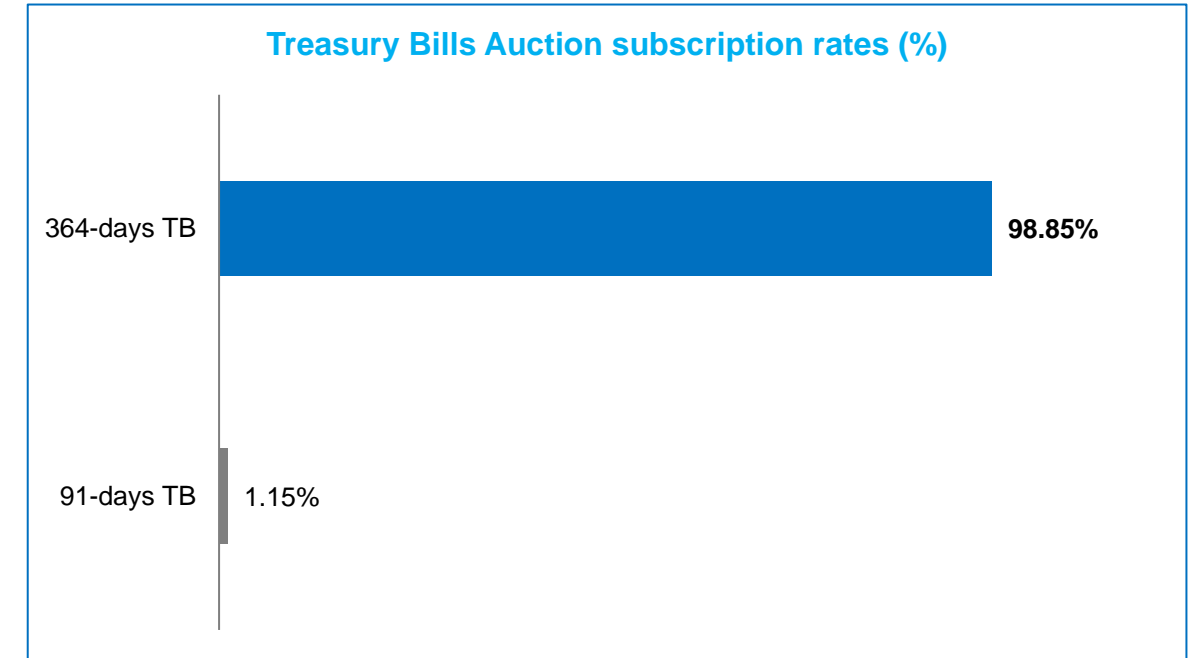 Treasury Bills Auction subscription rates (%)
364-days TB
98.85%
91-days TB
1.15%